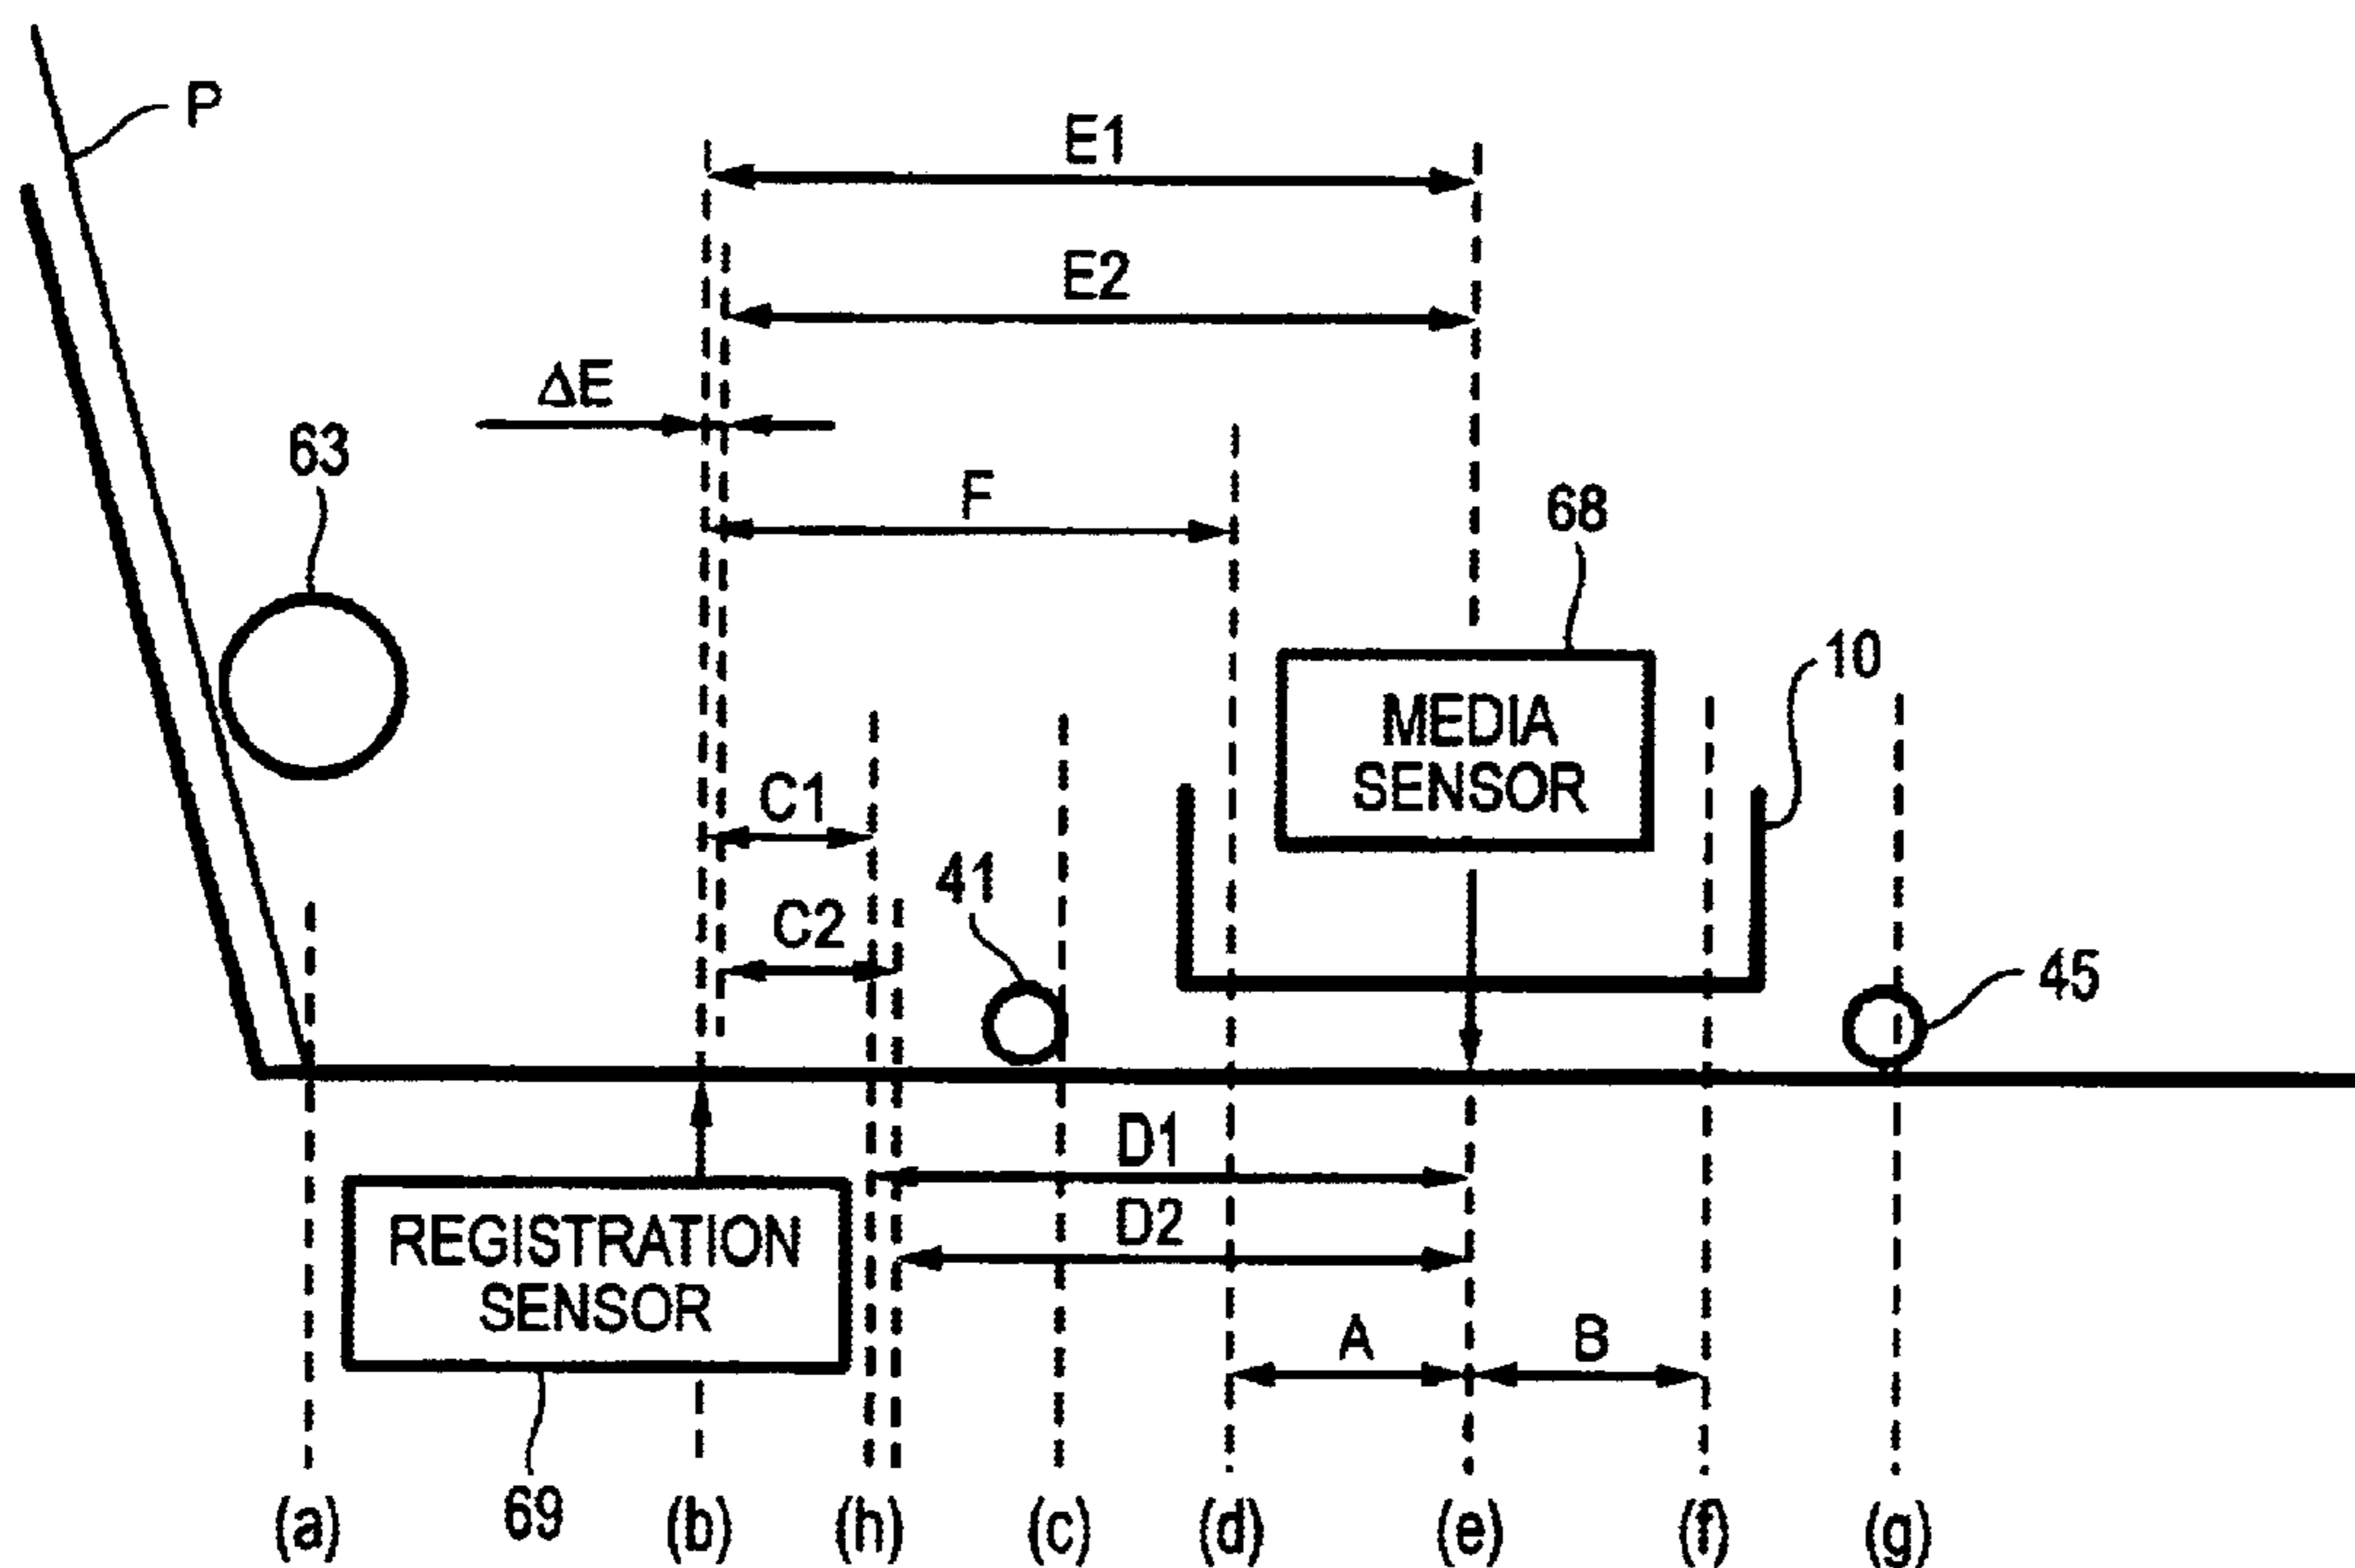 P
E1
E2
ΔE
63
F
68
10
MEDIA
SENSOR
C1
41
C2
45
D1
D2
REGISTRATION
SENSOR
A
B
69
(a)
(b)
(h)
(c)
(d)
(e)
(f)
(g)